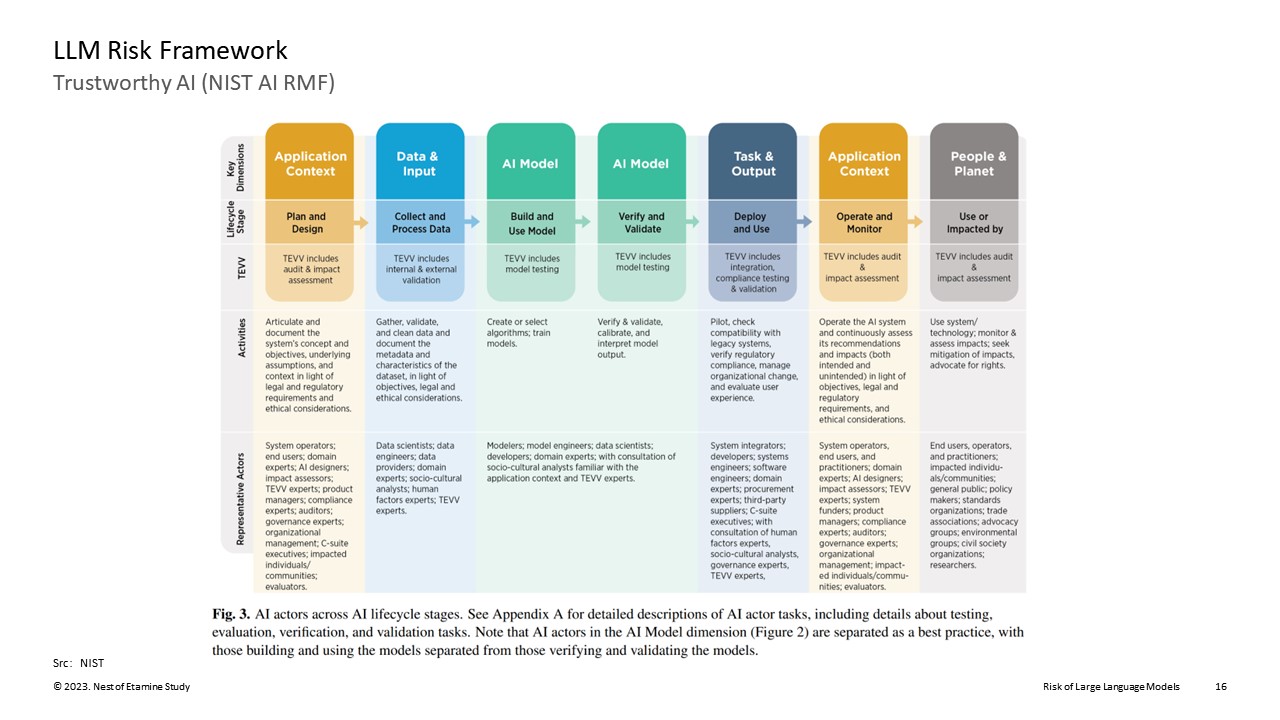 LLM Risk Framework
Trustworthy AI (NIST AI RMF)
Key
Dimensions
Application
Context
Data &
Input
AI Model
AI Model
Task &
Output
Application
Context
People &
Planet
Lifecycle
Stage
Plan and
Design
Collect and
Process Data
Build and
Use Model
Verify and
Validate
Deploy
and Use
Operate and
Monitor
Use or
Impacted by
TEVV
TEVV includes
audit & impact
assessment
TEVV includes
internal & external
validation
TEVV includes
model testing
TEVV includes
model testing
TEVV includes
integration,
compliance testing
& validation
TEVV includes audit
&
impact assessment
TEVV includes audit
&
impact assessment
Activities
Articulate and
document the
system's concept and
objectives, underlying
assumptions, and
context in light of
legal and regulatory
requirements and
ethical considerations.
Gather, validate,
and clean data and
document the
metadata and
characteristics of the
dataset, in light of
objectives, legal and
ethical considerations.
Create or select
algorithms; train
models.
Verify & validate,
calibrate, and
interpret model
output.
Pilot, check
compatibility with
legacy systems,
verify regulatory
compliance, manage
organizational change,
and evaluate user
experience.
Operate the AI system
and continuously assess
its recommendations
and impacts (both
intended and
unintended) in light of
objectives, legal and
regulatory
requirements, and
ethical considerations.
Use system/
technology; monitor &
assess impacts; seek
mitigation of impacts,
advocate for rights.
Representative Actors
System operators;
end users; domain
experts; AI designers;
impact assessors;
TEVV experts; product
managers; compliance
experts; auditors;
governance experts;
organizational
management; C-suite
executives; impacted
individuals/
communities;
evaluators.
Data scientists; data
engineers; data
providers; domain
experts; socio-cultural
analysts; human
factors experts; TEVV
experts.
Modelers; model engineers; data scientists;
developers; domain experts; with consultation of
socio-cultural analysts familiar with the
application context and TEVV experts.
System integrators;
developers; systems
engineers; software
engineers; domain
experts; procurement
experts; third-party
suppliers; C-suite
executives; with
consultation of human
factors experts,
socio-cultural analysts,
governance experts,
TEVV experts,
System operators,
end users, and
practitioners; domain
experts; AI designers;
impact assessors; TEVV
experts; system
funders; product
managers; compliance
experts; auditors;
governance experts;
organizational
management; impact-
ed individuals/commu-
nities; evaluators.
End users, operators,
and practitioners;
impacted individu-
als/communities;
general public; policy
makers; standards
organizations; trade
associations; advocacy
groups; environmental
groups; civil society
organizations;
researchers.
Fig. 3. AI actors across AI lifecycle stages. See Appendix A for detailed descriptions of AI actor tasks, including details about testing,
evaluation, verification, and validation tasks. Note that AI actors in the AI Model dimension (Figure 2) are separated as a best practice, with
those building and using the models separated from those verifying and validating the models.
Src: NIST
© 2023. Nest of Etamine Study
Risk of Large Language Models
16